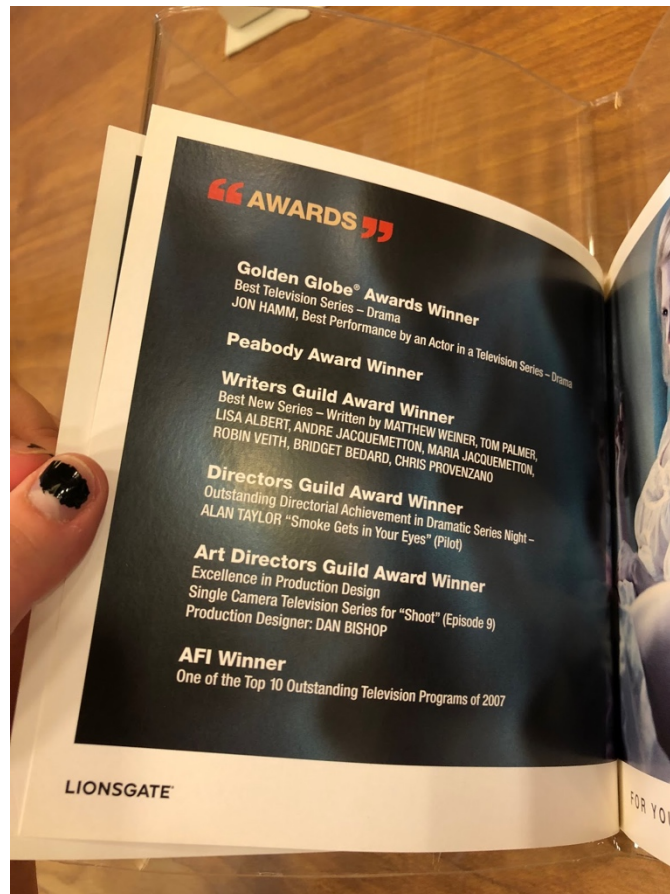 “ AWARDS ”
Golden Globe® Awards Winner
Best Television Series – Drama
JON HAMM, Best Performance by an Actor in a Television Series – Drama
Peabody Award Winner
Writers Guild Award Winner
Best New Series – Written by MATTHEW WEINER, TOM PALMER,
LISA ALBERT, ANDRE JACQUEMETTON, MARIA JACQUEMETTON,
ROBIN VEITH, BRIDGET BEDARD, CHRIS PROVENZANO
Directors Guild Award Winner
Outstanding Directorial Achievement in Dramatic Series Night –
ALAN TAYLOR “Smoke Gets in Your Eyes” (Pilot)
Art Directors Guild Award Winner
Excellence in Production Design
Single Camera Television Series for “Shoot” (Episode 9)
Production Designer: DAN BISHOP
AFI Winner
One of the Top 10 Outstanding Television Programs of 2007
LIONSGATE
FOR